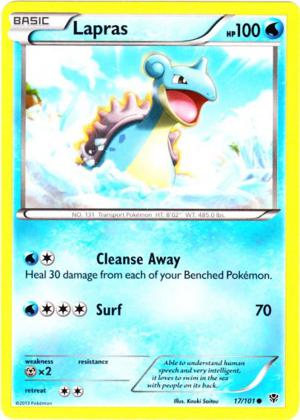 BASIC
Lapras HP 100
NO. 131 Transport Pokémon HT. 8'02" WT. 485.0 lbs.
Cleanse Away
Heal 30 damage from each of your Benched Pokémon.
Surf 70
weakness resistance
×2
retreat
Able to understand human
speech and very intelligent,
it loves to swim in the sea
with people on its back.
©2013 Pokémon Illus. Kouki Saitou 17/101